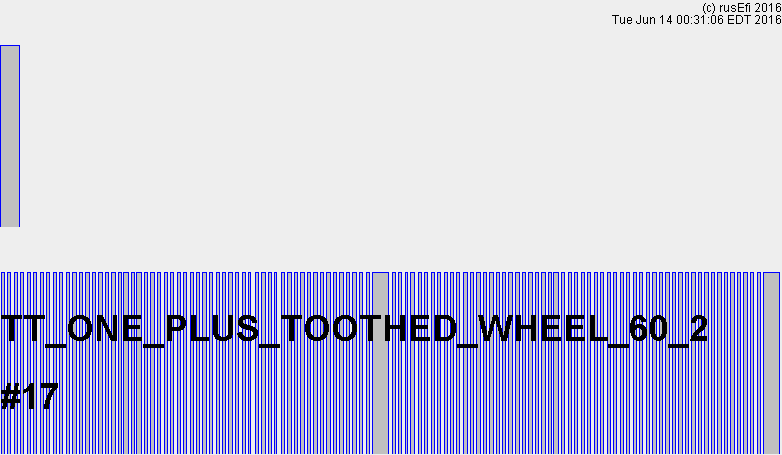 (c) rusEfi 2016
Tue Jun 14 00:31:06 EDT 2016
TT_ONE_PLUS_TOOTHED_WHEEL_60_2
#17